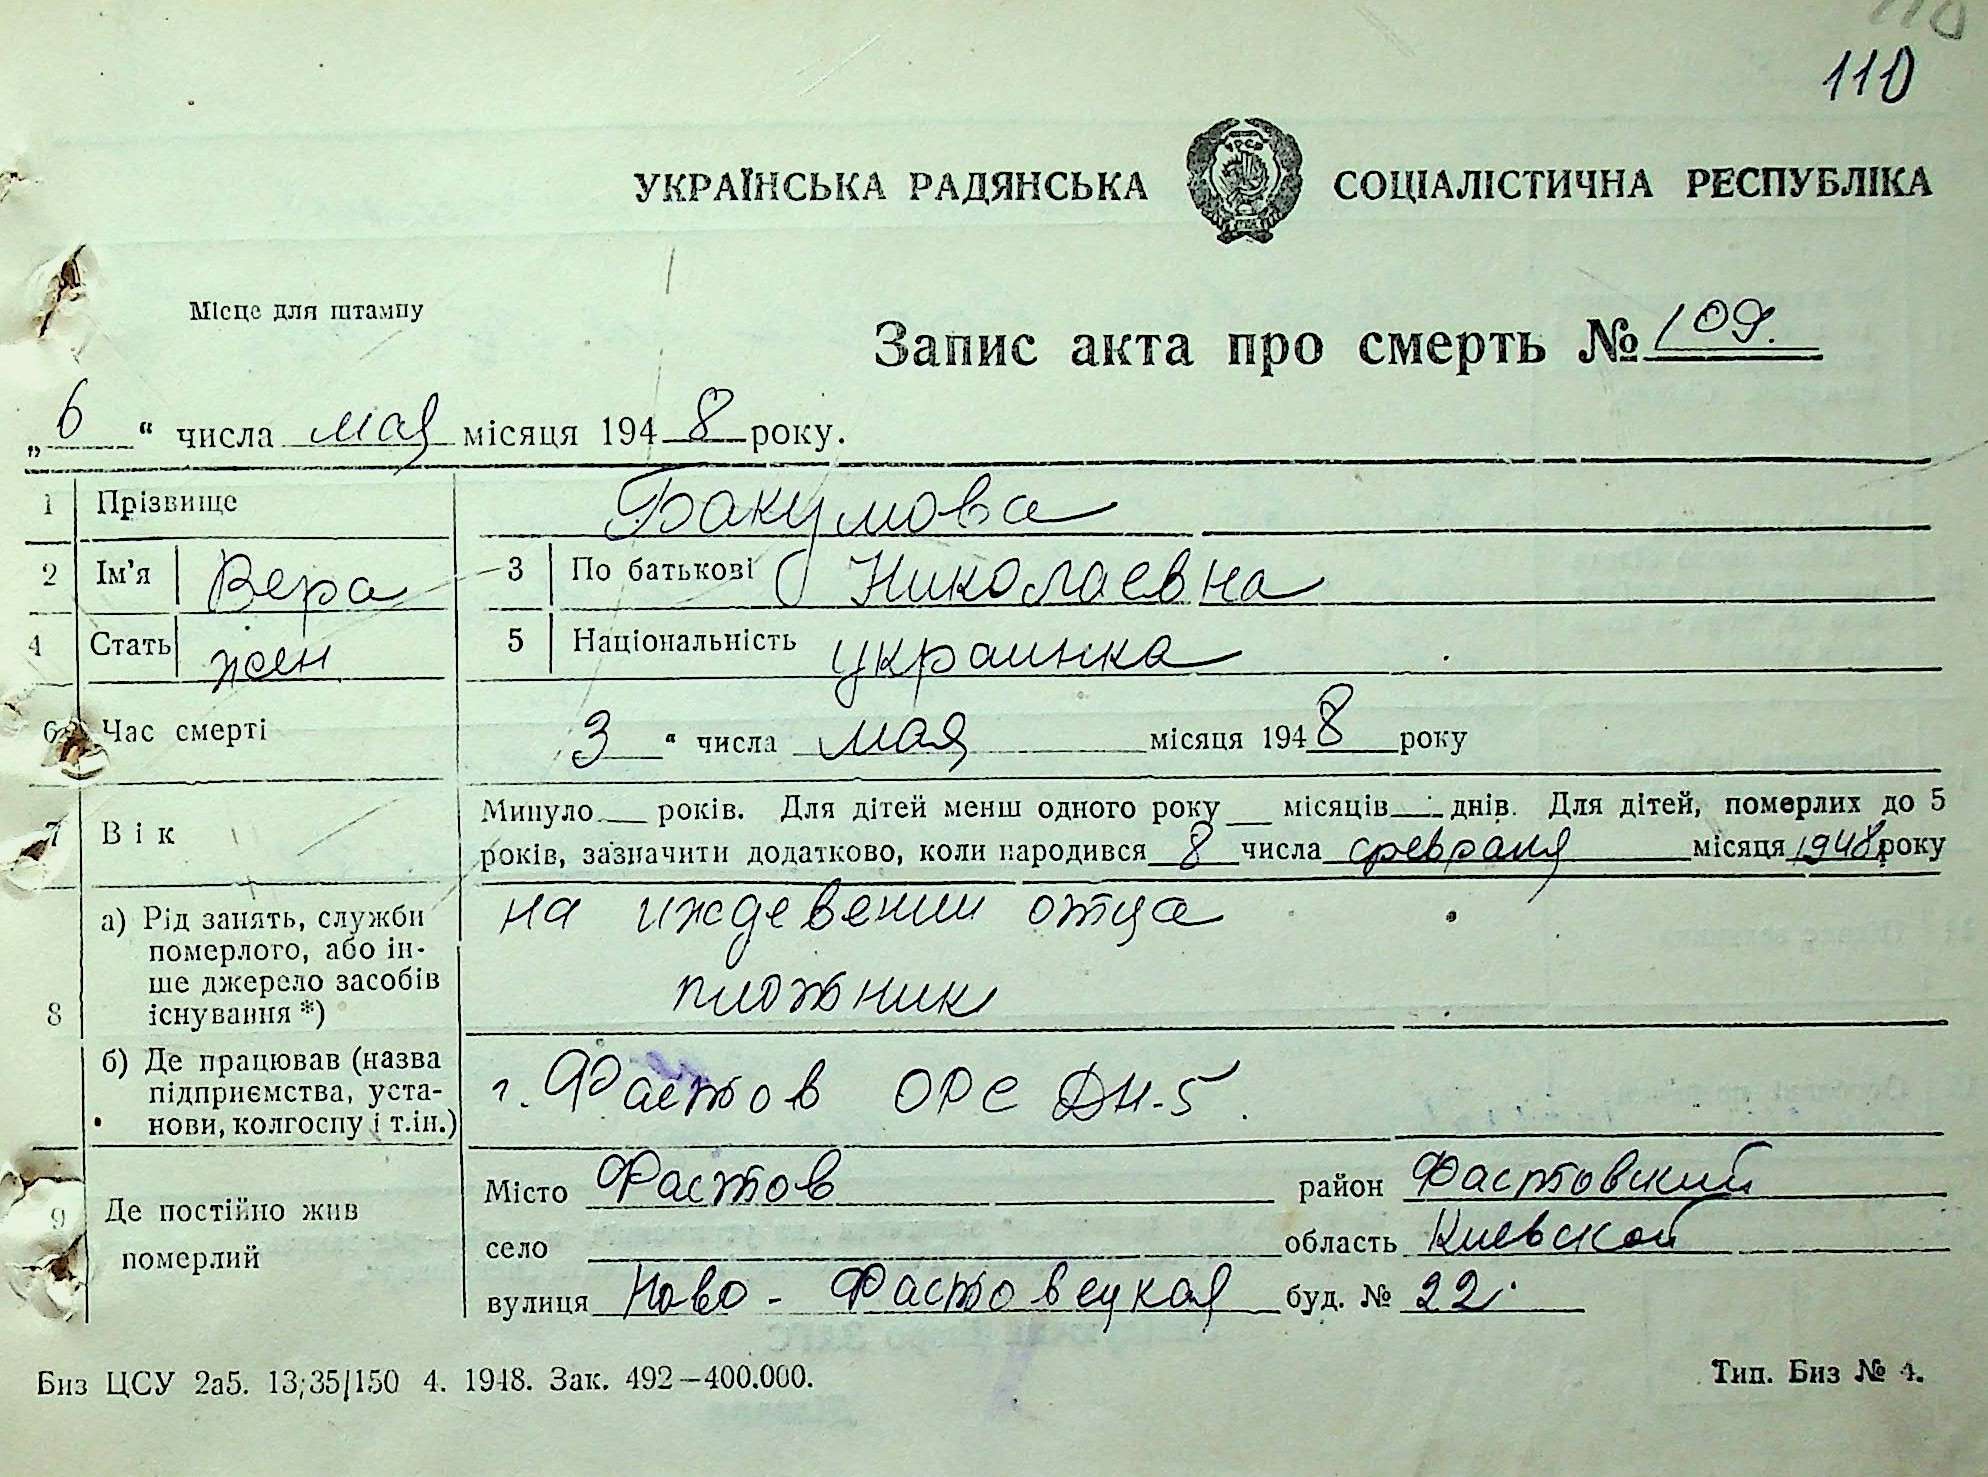 110
110
УКРАЇНСЬКА РАДЯНСЬКА СОЦІАЛІСТИЧНА РЕСПУБЛІКА
УРСР
Місце для штампу
Запис акта про смерть № 109.
„6“ числа мая місяця 1948 року.
1 Прізвище Бакумова
2 Ім'я Вера 3 По батькові Николаевна
4 Стать жен 5 Національність украинка
6 Час смерті 3“ числа мая місяця 1948 року
7 Вік Минуло __ років. Для дітей менш одного року __ місяців __ днів. Для дітей, померлих до 5
років, зазначити додатково, коли народився 8 числа февраля місяця 1948 року
8 а) Рід занять, служби
померлого, або ін-
ше джерело засобів
існування *)
на иждевении отца
плотник
б) Де працював (назва
підприємства, уста-
нови, колгоспу і т.ін.)
г. Фастов ОРС ДН-5.
9 Де постійно жив
померлий
Місто Фастов район Фастовский
село область Киевской
вулиця Ново - Фастовецкая буд. № 22.
Биз ЦСУ 2а5. 13;35/150 4. 1948. Зак. 492—400.000. Тип. Биз № 4.